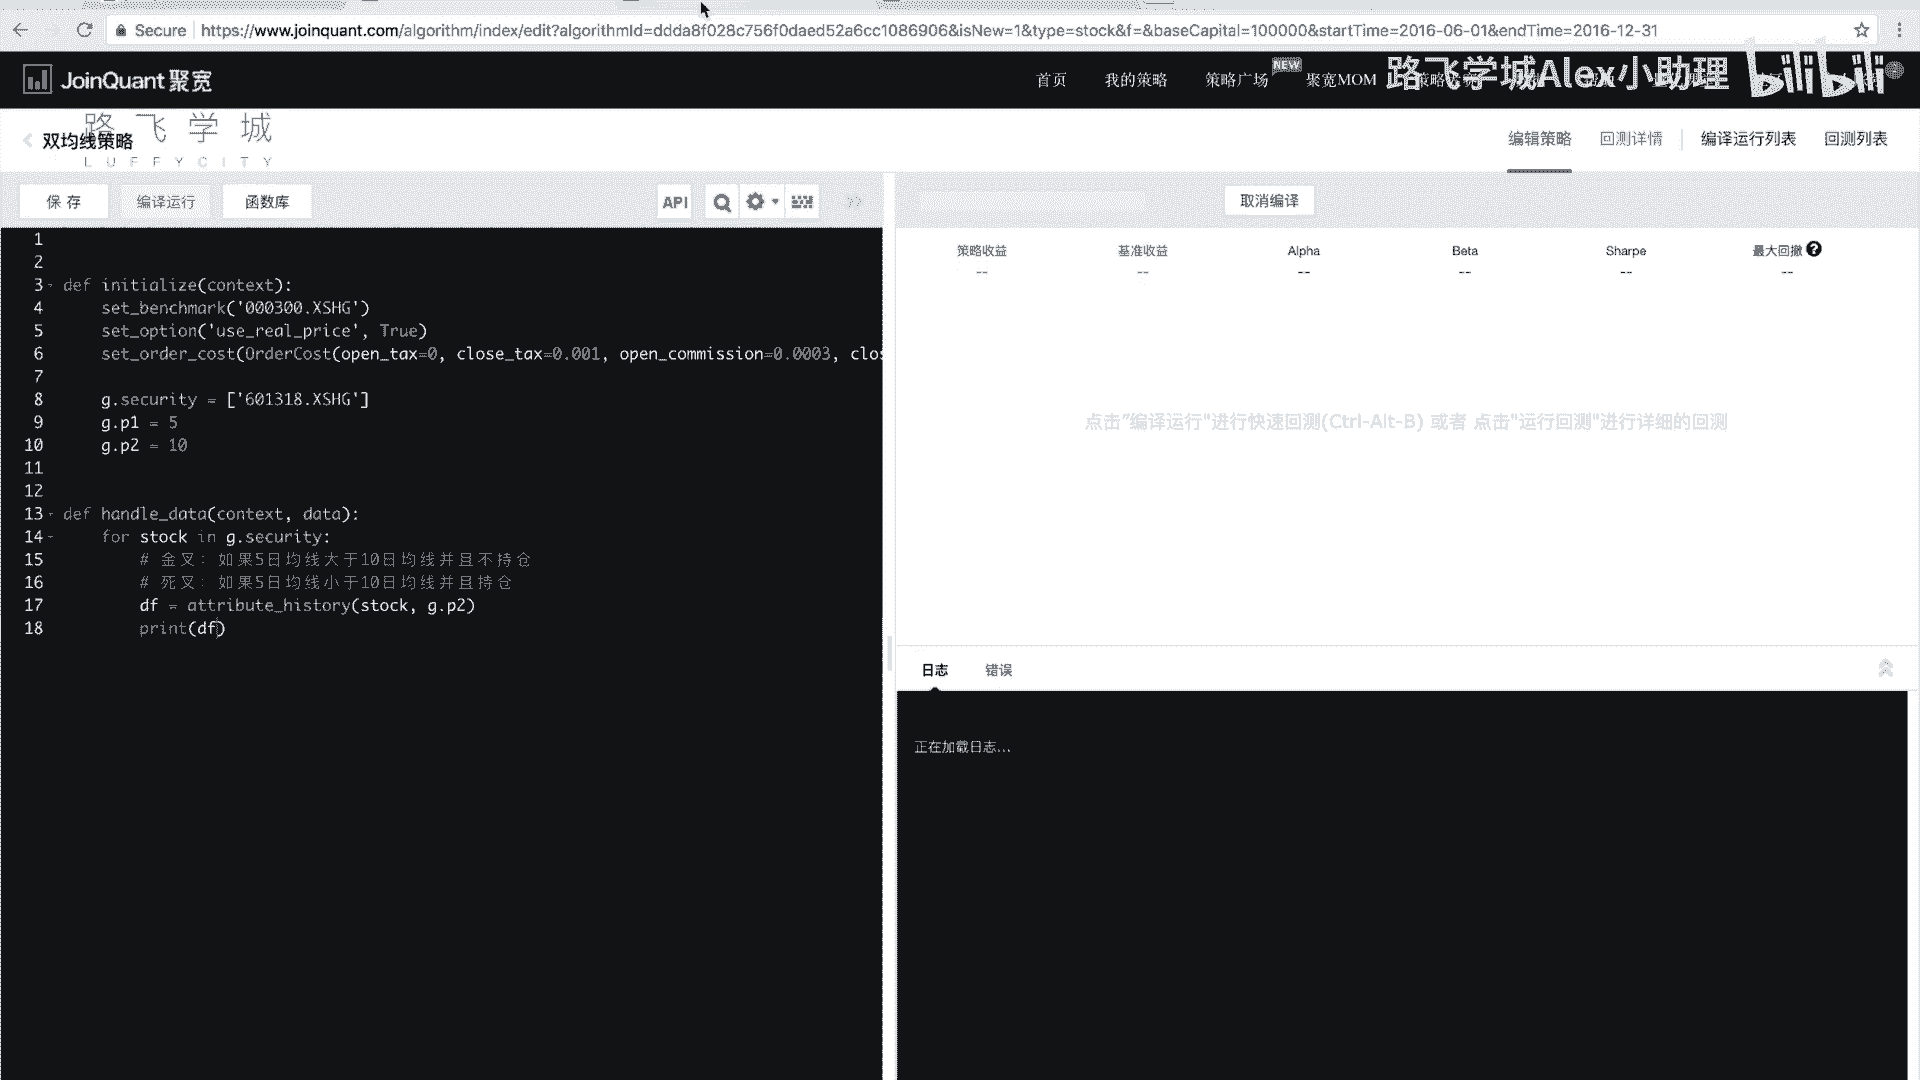 Secure https://www.joinquant.com/algorithm/index/edit?algorithmId=ddda8f028c756f0daed52a6cc1086906&isNew=1&type=stock&f=&baseCapital=100000&startTime=2016-06-01&endTime=2016-12-31
JoinQuant 聚宽
首页 我的策略 策略广场 NEW 聚宽MOM
路飞学城Alex小助理 bilibili
路飞学城
LUFFYCITY
双均线策略
编辑策略 回测详情 编译运行列表 回测列表
保存 编译运行 函数库 API
取消编译
1
2
3 def initialize(context):
4 set_benchmark('000300.XSHG')
5 set_option('use_real_price', True)
6 set_order_cost(OrderCost(open_tax=0, close_tax=0.001, open_commission=0.0003, clos
7
8 g.security = ['601318.XSHG']
9 g.p1 = 5
10 g.p2 = 10
11
12
13 def handle_data(context, data):
14 for stock in g.security:
15 # 金叉：如果5日均线大于10日均线并且不持仓
16 # 死叉：如果5日均线小于10日均线并且持仓
17 df = attribute_history(stock, g.p2)
18 print(df)
策略收益 基准收益 Alpha Beta Sharpe 最大回撤
-- -- -- -- -- --
点击"编译运行"进行快速回测(Ctrl-Alt-B) 或者 点击"运行回测"进行详细的回测
日志 错误
正在加载日志...